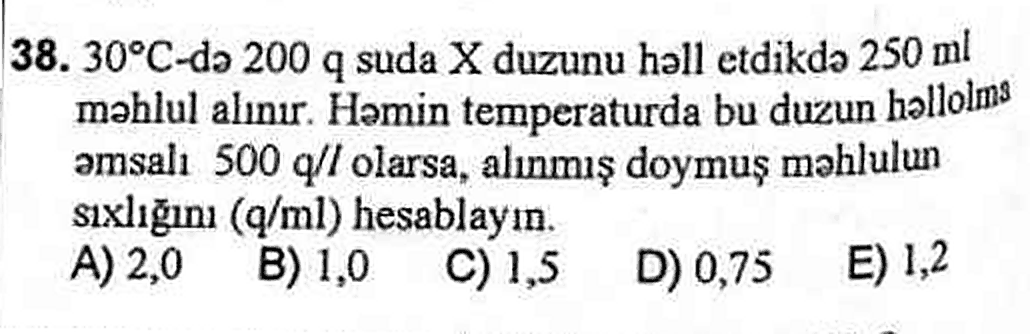 38. 30°C-də 200 q suda X duzunu həll etdikdə 250 ml
məhlul alınır. Həmin temperaturda bu duzun həllolma
əmsalı 500 q/l olarsa, alınmış doymuş məhlulun
sıxlığını (q/ml) hesablayın.
A) 2,0 B) 1,0 C) 1,5 D) 0,75 E) 1,2